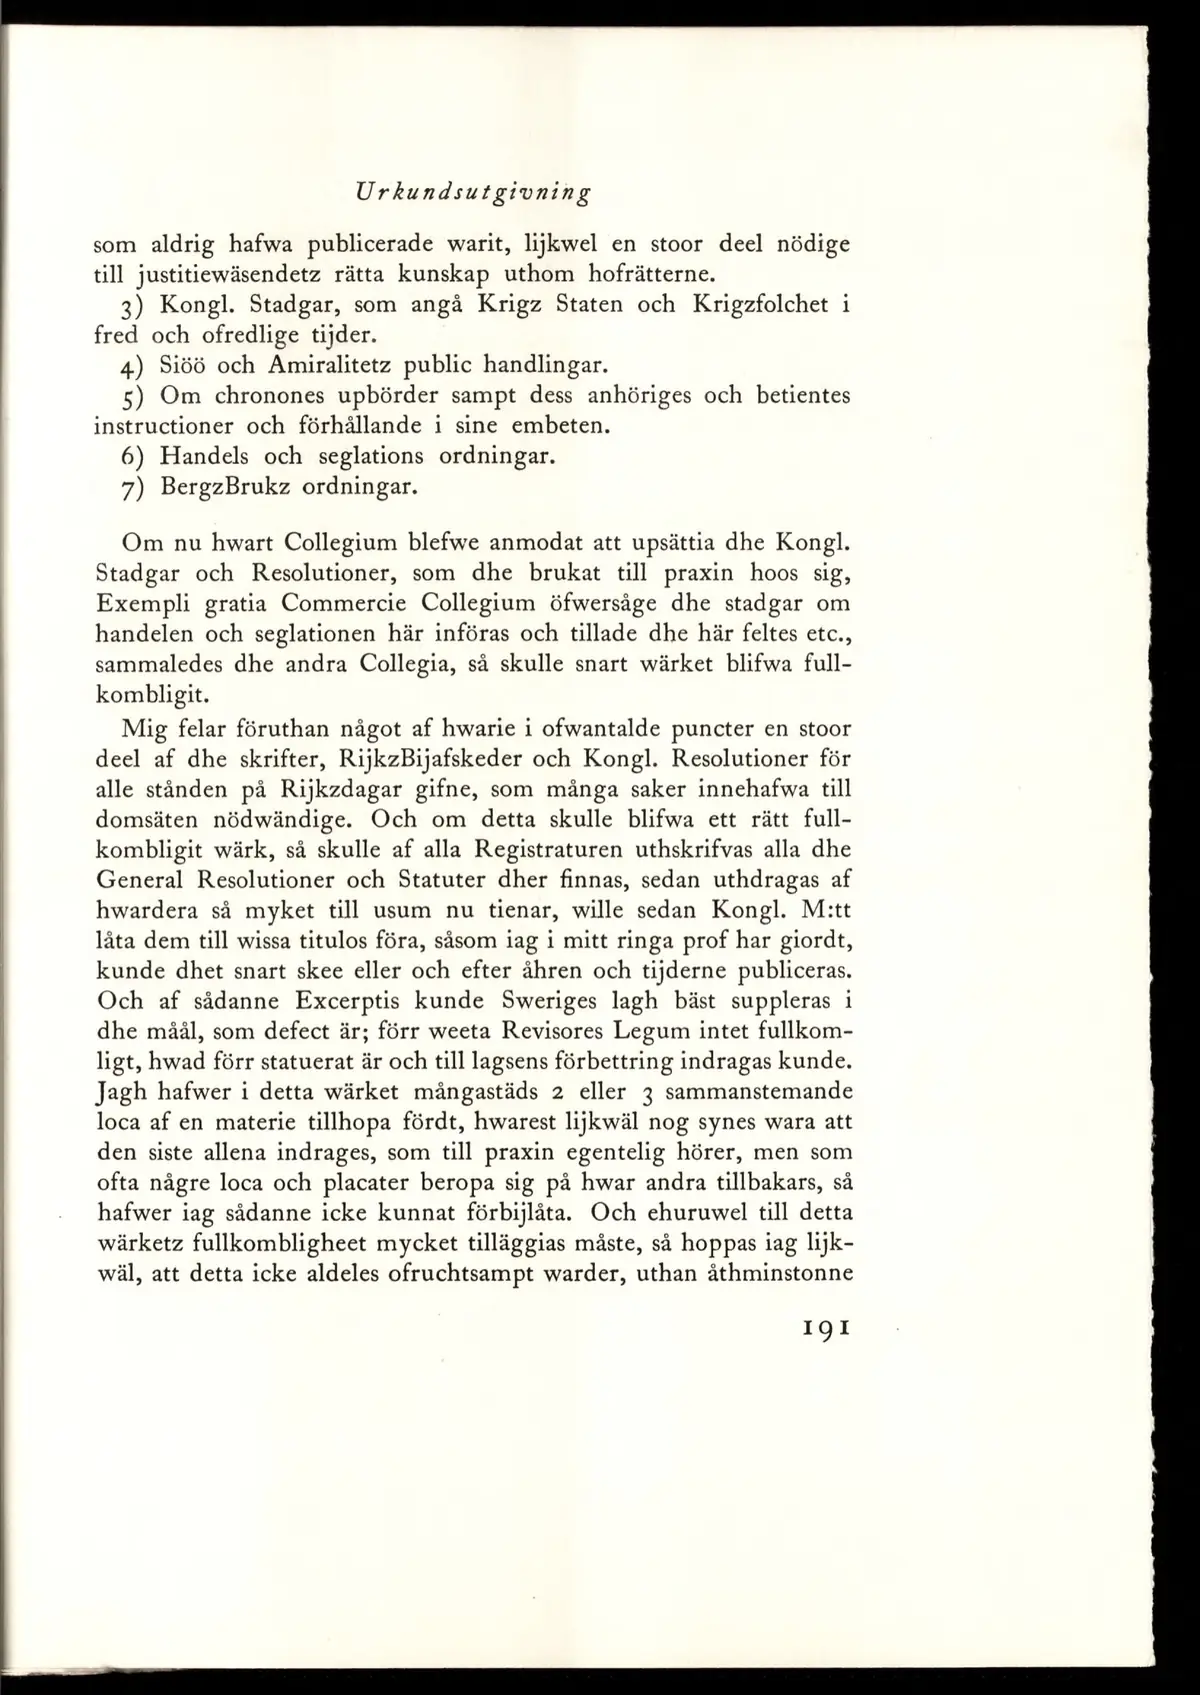 Urkundsutgivning
som aldrig hafwa publicerade warit, lijkwel en stoor deel nödige
till justitiewäsendetz rätta kunskap uthom hofrätterne.
3) Kongl. Stadgar, som angå Krigz Staten och Krigzfolchet i
fred och ofredlige tijder.
4) Siöö och Amiralitetz public handlingar.
5) Om chronones upbörder sampt dess anhöriges och betientes
instructioner och förhållande i sine embeten.
6) Handels och seglations ordningar.
7) BergzBrukz ordningar.
Om nu hwart Collegium blefwe anmodat att upsättia dhe Kongl.
Stadgar och Resolutioner, som dhe brukat till praxin hoos sig,
Exempli gratia Commercie Collegium öfwersåge dhe stadgar om
handelen och seglationen här införas och tillade dhe här feltes etc.,
sammaledes dhe andra Collegia, så skulle snart wärket blifwa full-
kombligit.
Mig felar föruthan något af hwarie i ofwantalde puncter en stoor
deel af dhe skrifter, RijkzBijafskeder och Kongl. Resolutioner för
alle stånden på Rijkzdagar gifne, som många saker innehafwa till
domsäten nödwändige. Och om detta skulle blifwa ett rätt full-
kombligit wärk, så skulle af alla Registraturen uthskrifvas alla dhe
General Resolutioner och Statuter dher finnas, sedan uthdragas af
hwardera så myket till usum nu tienar, wille sedan Kongl. M:tt
låta dem till wissa titulos föra, såsom iag i mitt ringa prof har giordt,
kunde dhet snart skee eller och efter åhren och tijderne publiceras.
Och af sådanne Excerptis kunde Sweriges lagh bäst suppleras i
dhe måål, som defect är; förr weeta Revisores Legum intet fullkom-
ligt, hwad förr statuerat är och till lagsens förbettring indragas kunde.
Jagh hafwer i detta wärket mångastäds 2 eller 3 sammanstemande
loca af en materie tillhopa fördt, hwarest lijkwäl nog synes wara att
den siste allena indrages, som till praxin egentelig hörer, men som
ofta någre loca och placater beropa sig på hwar andra tillbakars, så
hafwer iag sådanne icke kunnat förbijlåta. Och ehuruwel till detta
wärketz fullkombligheet mycket tilläggias måste, så hoppas iag lijk-
wäl, att detta icke aldeles ofruchtsampt warder, uthan åthminstonne
191